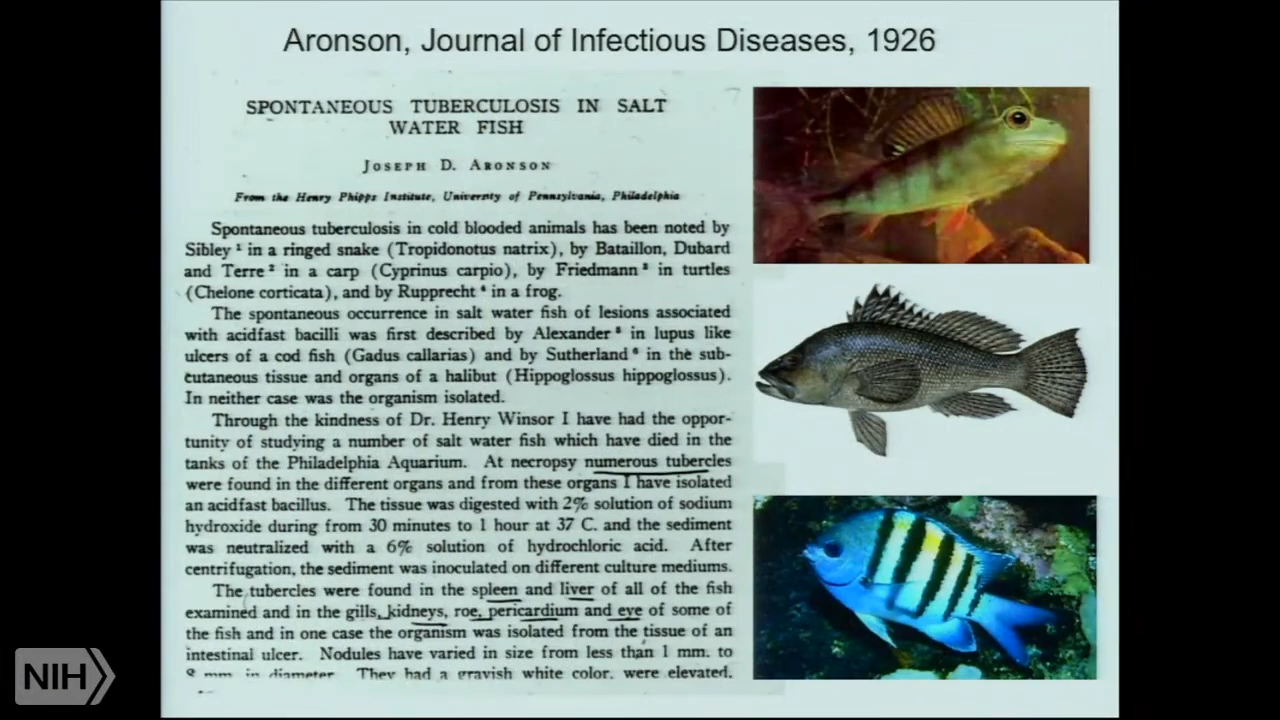 Aronson, Journal of Infectious Diseases, 1926
SPONTANEOUS TUBERCULOSIS IN SALT
WATER FISH
JOSEPH D. ARONSON
From the Henry Phipps Institute, University of Pennsylvania, Philadelphia
Spontaneous tuberculosis in cold blooded animals has been noted by
Sibley 1 in a ringed snake (Tropidonotus natrix), by Bataillon, Dubard
and Terre 2 in a carp (Cyprinus carpio), by Friedmann 3 in turtles
(Chelone corticata), and by Rupprecht 4 in a frog.
The spontaneous occurrence in salt water fish of lesions associated
with acidfast bacilli was first described by Alexander 5 in lupus like
ulcers of a cod fish (Gadus callarias) and by Sutherland 6 in the sub-
cutaneous tissue and organs of a halibut (Hippoglossus hippoglossus).
In neither case was the organism isolated.
Through the kindness of Dr. Henry Winsor I have had the oppor-
tunity of studying a number of salt water fish which have died in the
tanks of the Philadelphia Aquarium. At necropsy numerous tubercles
were found in the different organs and from these organs I have isolated
an acidfast bacillus. The tissue was digested with 2% solution of sodium
hydroxide during from 30 minutes to 1 hour at 37 C. and the sediment
was neutralized with a 6% solution of hydrochloric acid. After
centrifugation, the sediment was inoculated on different culture mediums.
The tubercles were found in the spleen and liver of all of the fish
examined and in the gills, kidneys, roe, pericardium and eye of some of
the fish and in one case the organism was isolated from the tissue of an
intestinal ulcer. Nodules have varied in size from less than 1 mm. to
mm. in diameter. They had a grayish white color, were elevated,
NIH